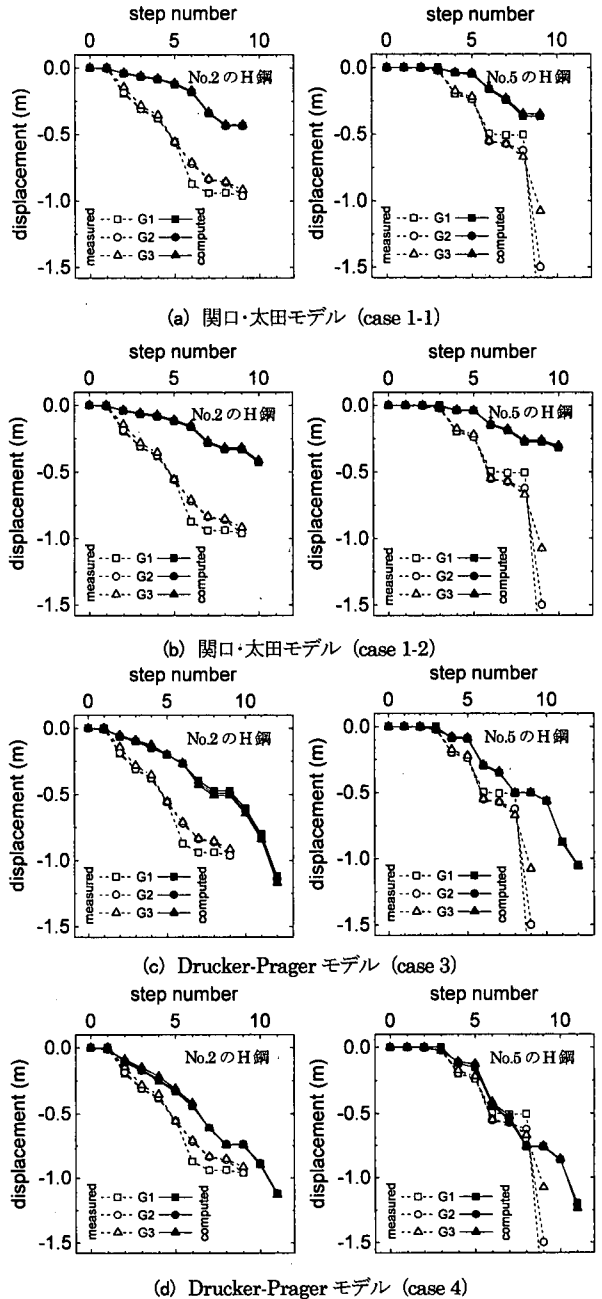 step number
0 5 10
0.0
-0.5
-1.0
-1.5
displacement (m)
No.2のH鋼
measured
computed
G1
G2
G3
step number
0 5 10
0.0
-0.5
-1.0
-1.5
displacement (m)
No.5のH鋼
measured
computed
G1
G2
G3
(a) 関口・太田モデル (case 1-1)
step number
0 5 10
0.0
-0.5
-1.0
-1.5
displacement (m)
No.2のH鋼
measured
computed
G1
G2
G3
step number
0 5 10
0.0
-0.5
-1.0
-1.5
displacement (m)
No.5のH鋼
measured
computed
G1
G2
G3
(b) 関口・太田モデル (case 1-2)
step number
0 5 10
0.0
-0.5
-1.0
-1.5
displacement (m)
No.2のH鋼
measured
computed
G1
G2
G3
step number
0 5 10
0.0
-0.5
-1.0
-1.5
displacement (m)
No.5のH鋼
measured
computed
G1
G2
G3
(c) Drucker-Prager モデル (case 3)
step number
0 5 10
0.0
-0.5
-1.0
-1.5
displacement (m)
No.2のH鋼
measured
computed
G1
G2
G3
step number
0 5 10
0.0
-0.5
-1.0
-1.5
displacement (m)
No.5のH鋼
measured
computed
G1
G2
G3
(d) Drucker-Prager モデル (case 4)